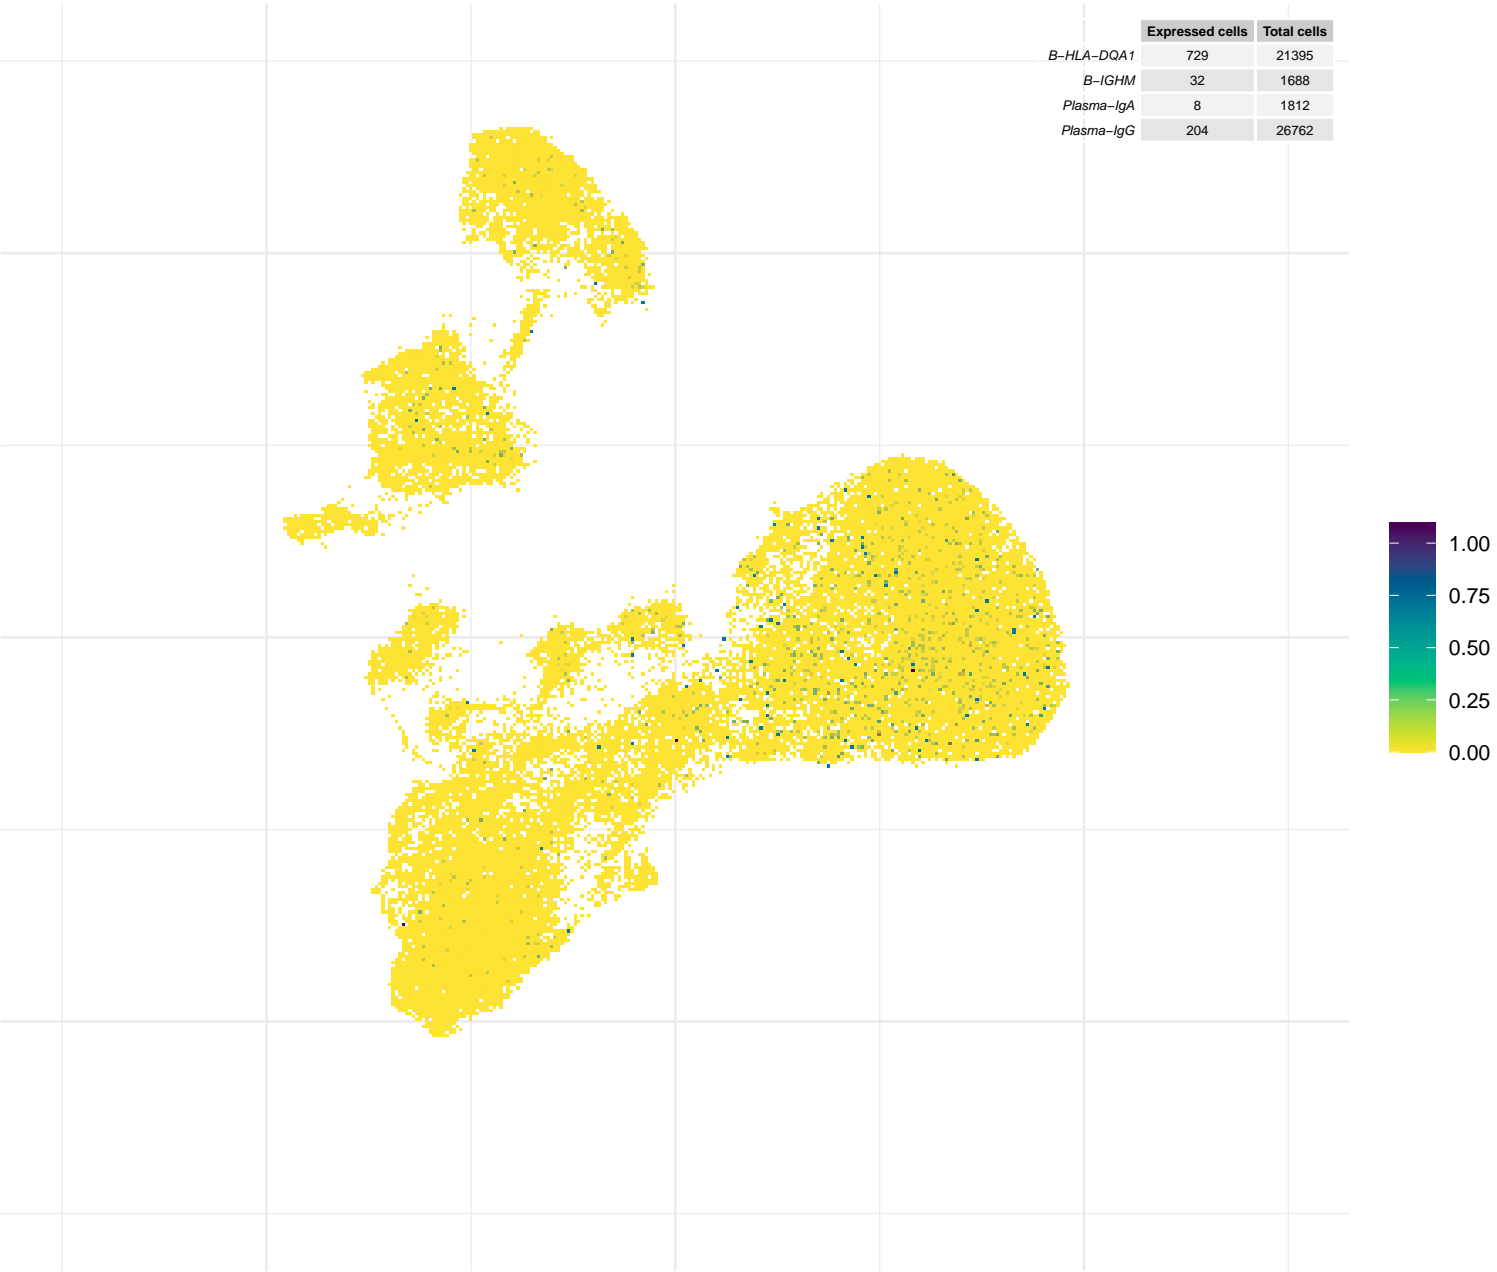 Expressed cells Total cells
B−HLA−DQA1 729 21395
B−IGHM 32 1688
Plasma−IgA 8 1812
Plasma−IgG 204 26762
1.00
0.75
0.50
0.25
0.00